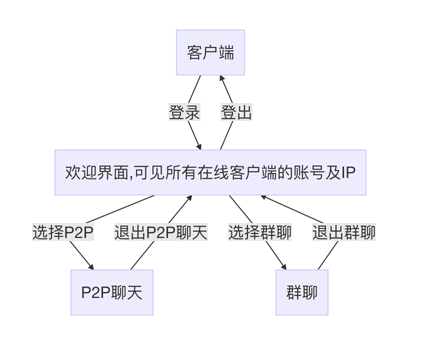 客户端
登录
登出
欢迎界面,可见所有在线客户端的账号及IP
选择P2P
退出P2P聊天
选择群聊
退出群聊
P2P聊天
群聊